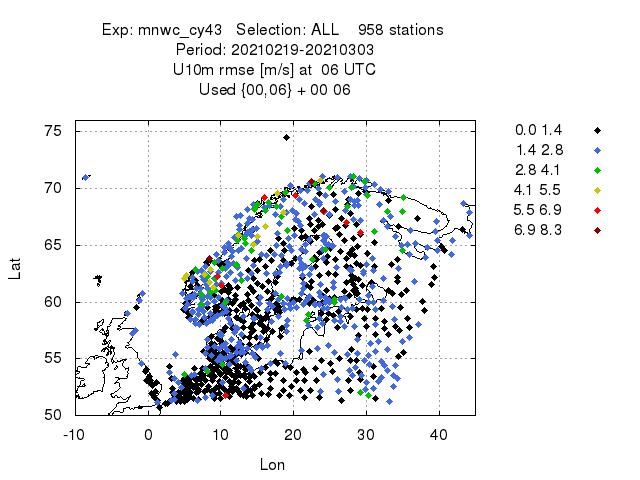 Exp: mnwc_cy43 Selection: ALL 958 stations
Period: 20210219-20210303
U10m rmse [m/s] at 06 UTC
Used {00,06} + 00 06
75
70
65
60
55
50
Lat
-10 0 10 20 30 40
Lon
0.0 1.4
1.4 2.8
2.8 4.1
4.1 5.5
5.5 6.9
6.9 8.3